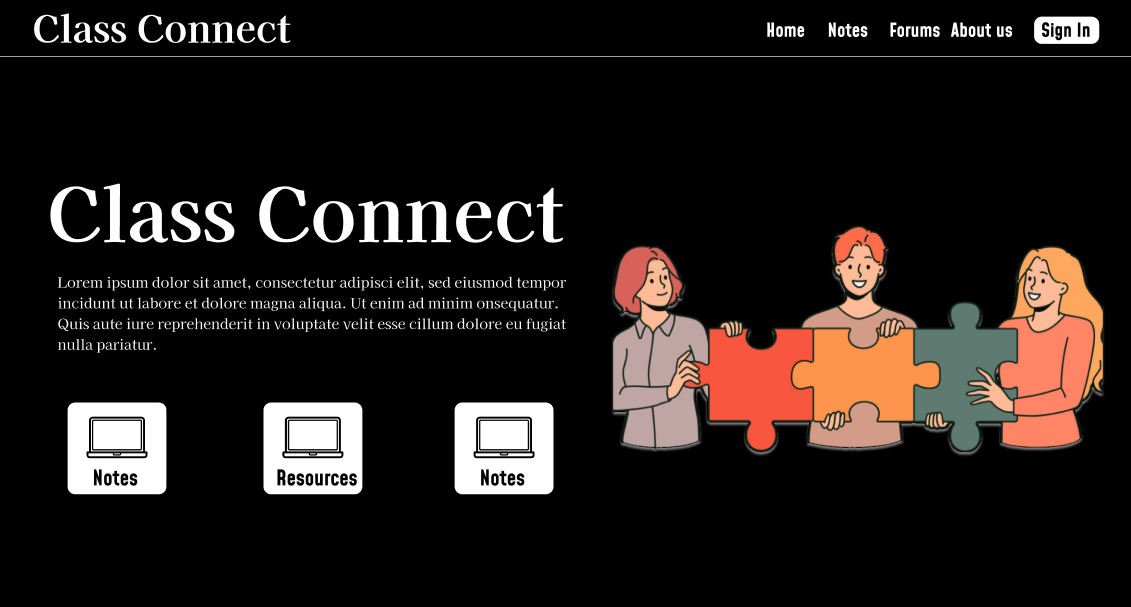 Class Connect
Home Notes Forums About us Sign In
Class Connect
Lorem ipsum dolor sit amet, consectetur adipisci elit, sed eiusmod tempor
incidunt ut labore et dolore magna aliqua. Ut enim ad minim onsequatur.
Quis aute iure reprehenderit in voluptate velit esse cillum dolore eu fugiat
nulla pariatur.
Notes
Resources
Notes